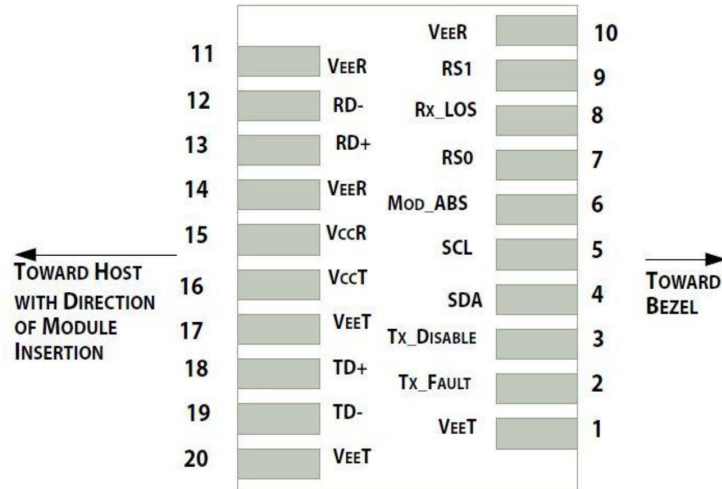 VEER 10
11 VEER
RS1 9
12 RD-
RX_LOS 8
13 RD+
RS0 7
14 VEER
MOD_ABS 6
15 VCCR
SCL 5
TOWARD HOST
WITH DIRECTION
OF MODULE
INSERTION
TOWARD
BEZEL
16 VCCT
SDA 4
17 VEET
TX_DISABLE 3
18 TD+
TX_FAULT 2
19 TD-
VEET 1
20 VEET